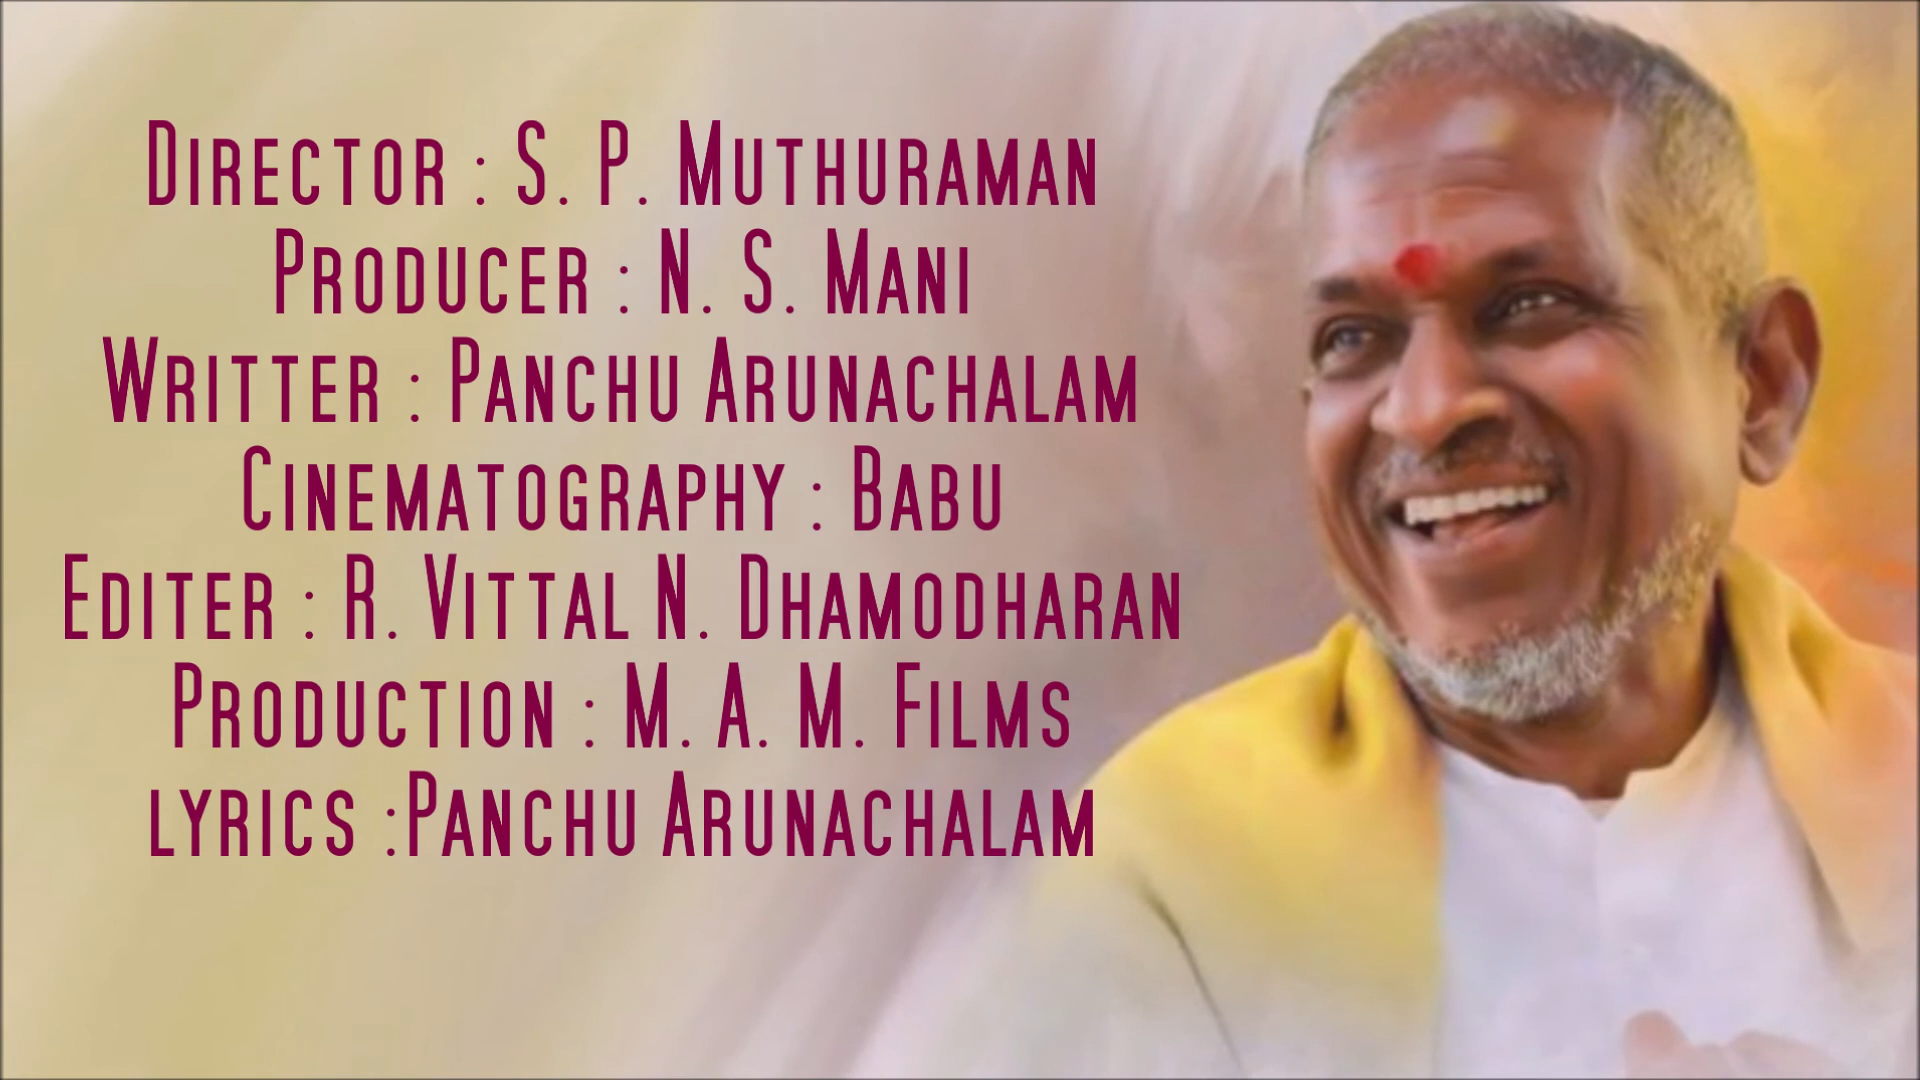 Director : S. P. Muthuraman
Producer : N. S. Mani
Writter : Panchu Arunachalam
Cinematography : Babu
Editer : R. Vittal N. Dhamodharan
Production : M. A. M. Films
lyrics :Panchu Arunachalam